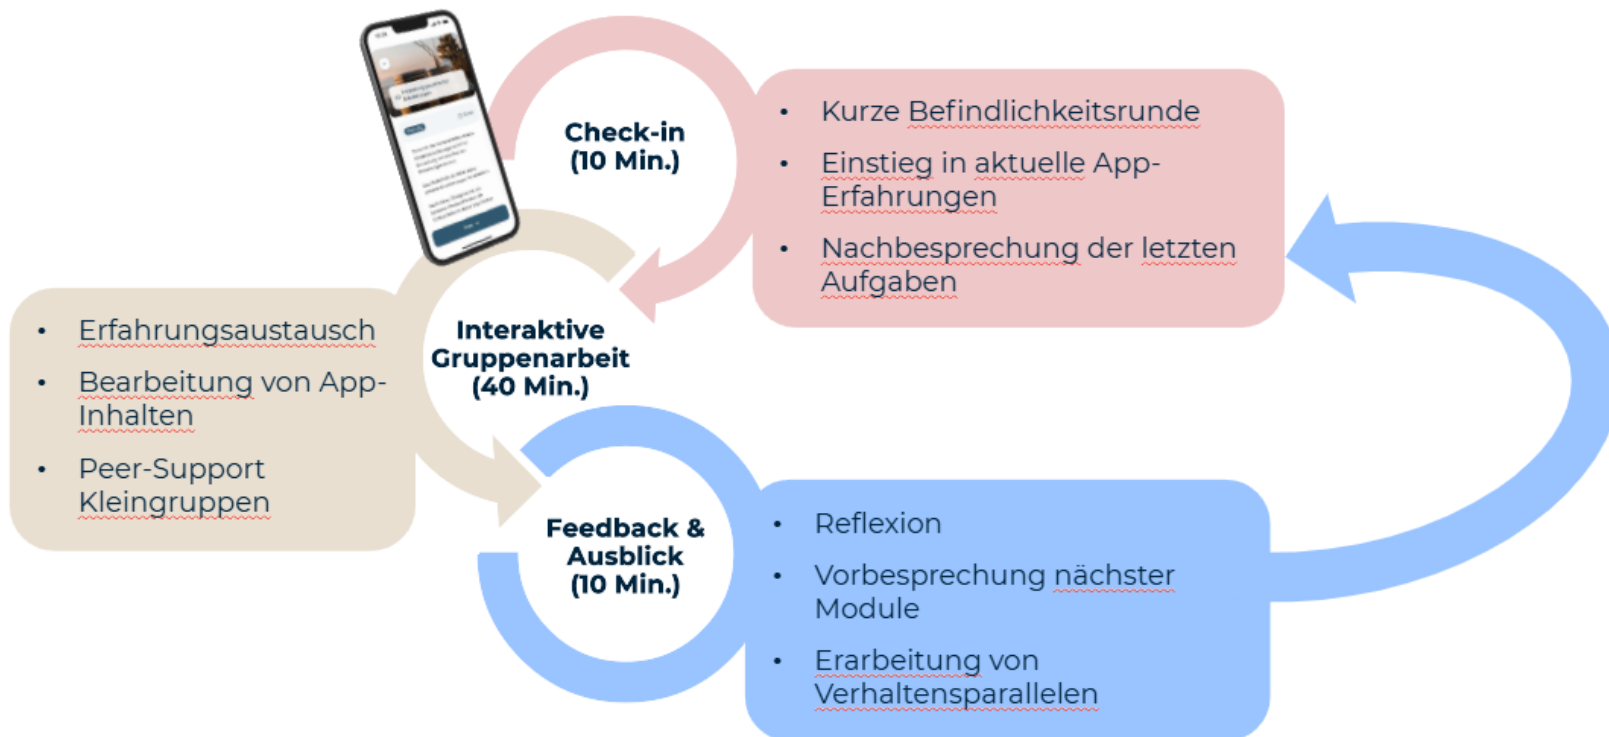 Check-in
(10 Min.)
• Kurze Befindlichkeitsrunde
• Einstieg in aktuelle App-
Erfahrungen
• Nachbesprechung der letzten
Aufgaben
Interaktive
Gruppenarbeit
(40 Min.)
• Erfahrungsaustausch
• Bearbeitung von App-
Inhalten
• Peer-Support
Kleingruppen
Feedback &
Ausblick
(10 Min.)
• Reflexion
• Vorbesprechung nächster
Module
• Erarbeitung von
Verhaltensparallelen